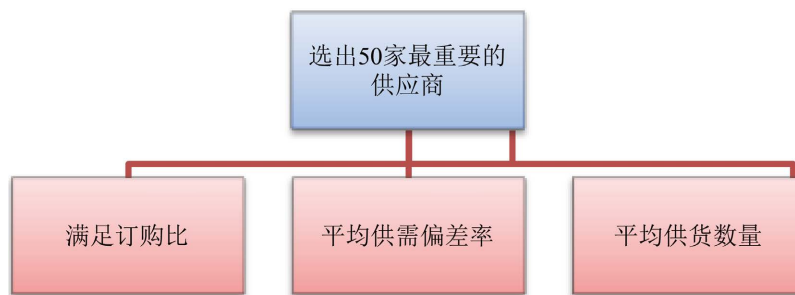 选出50家最重要的
供应商
满足订购比
平均供需偏差率
平均供货数量